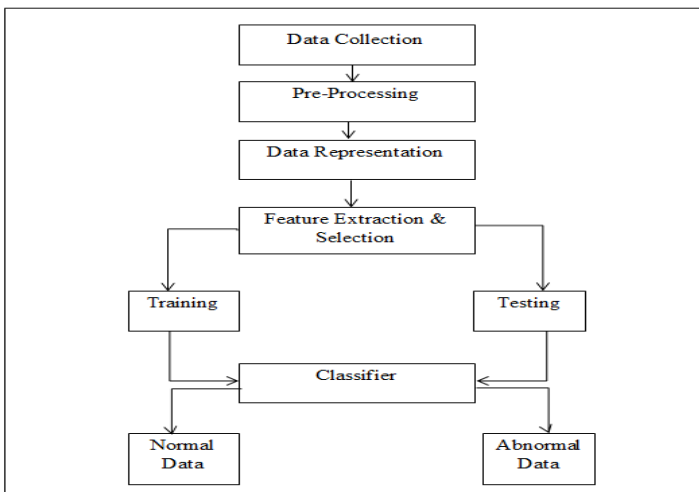 Data Collection
Pre-Processing
Data Representation
Feature Extraction &
Selection
Training
Testing
Classifier
Normal
Data
Abnormal
Data